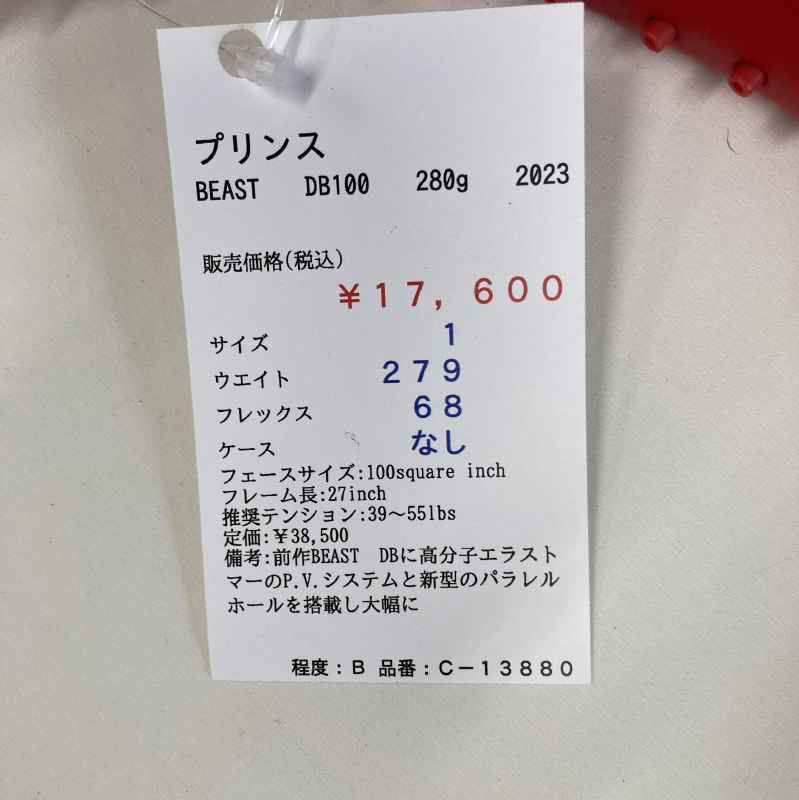 プリンス
BEAST DB100 280g 2023
販売価格(税込)
￥１７，６００
サイズ 1
ウエイト ２７９
フレックス ６８
ケース なし
フェースサイズ:100square inch
フレーム長:27inch
推奨テンション:39～55lbs
定価:￥38,500
備考:前作BEAST DBに高分子エラスト
マーのP.V.システムと新型のパラレル
ホールを搭載し大幅に
程度：Ｂ 品番：Ｃ－１３８８０